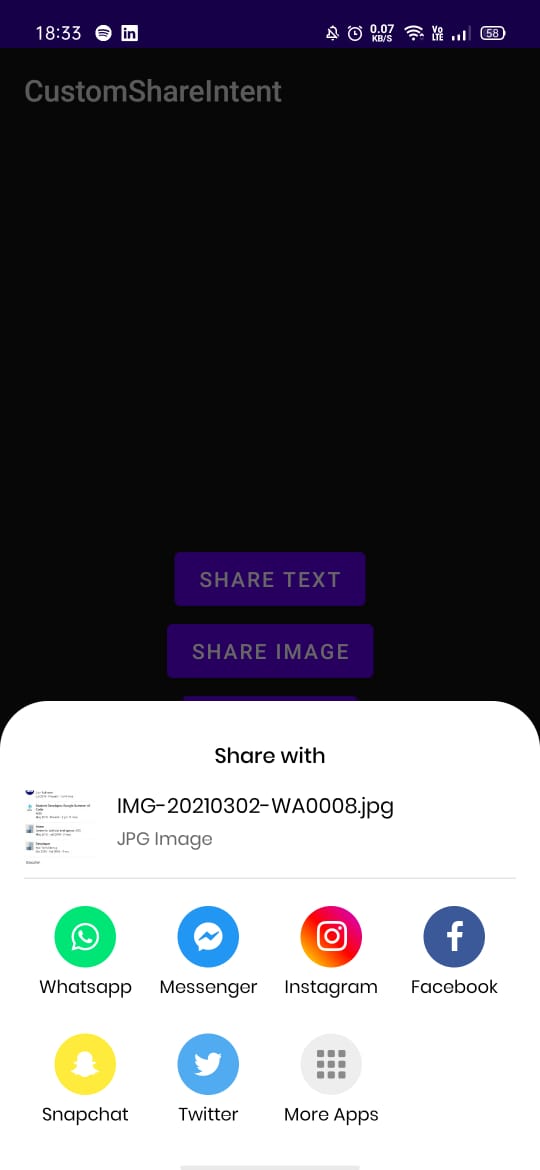 18:33
0.07
KB/S
Vo
LTE
58
CustomShareIntent
SHARE TEXT
SHARE IMAGE
Share with
IMG-20210302-WA0008.jpg
JPG Image
Whatsapp
Messenger
Instagram
Facebook
Snapchat
Twitter
More Apps